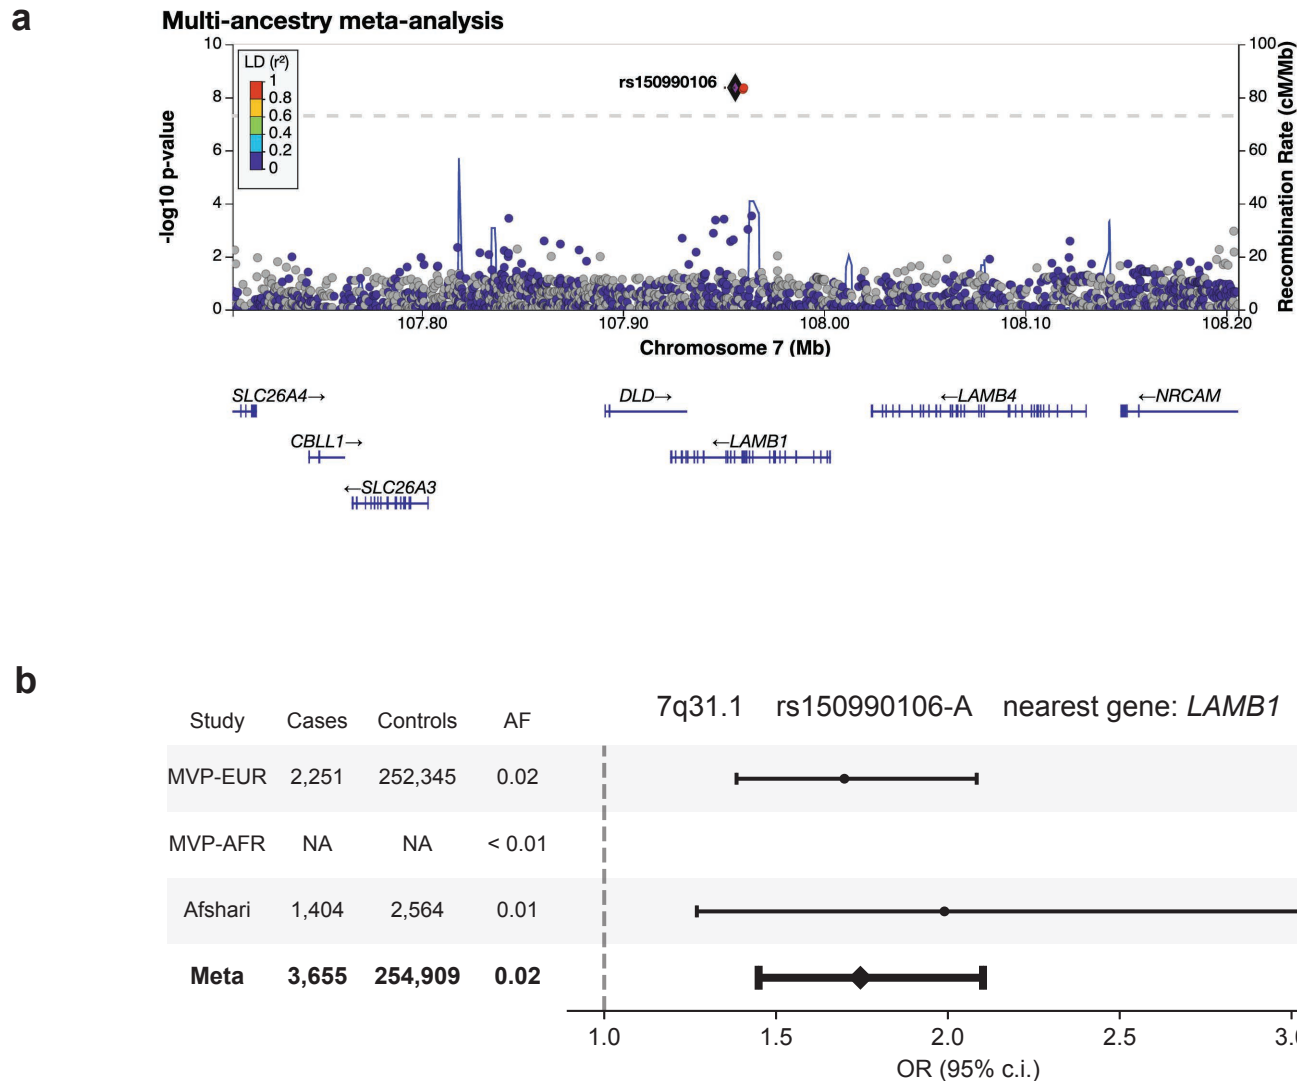 a
Multi-ancestry meta-analysis
LD (r²)
1
0.8
0.6
0.4
0.2
0
rs150990106
10
8
6
4
2
0
-log10 p-value
100
80
60
40
20
0
Recombination Rate (cM/Mb)
107.80 107.90 108.00 108.10 108.20
Chromosome 7 (Mb)
SLC26A4→ DLD→ ←LAMB4 ←NRCAM
CBLL1→ ←LAMB1
←SLC26A3
b
7q31.1 rs150990106-A nearest gene: LAMB1
Study Cases Controls AF
MVP-EUR 2,251 252,345 0.02
MVP-AFR NA NA < 0.01
Afshari 1,404 2,564 0.01
Meta 3,655 254,909 0.02
1.0 1.5 2.0 2.5
OR (95% c.i.)